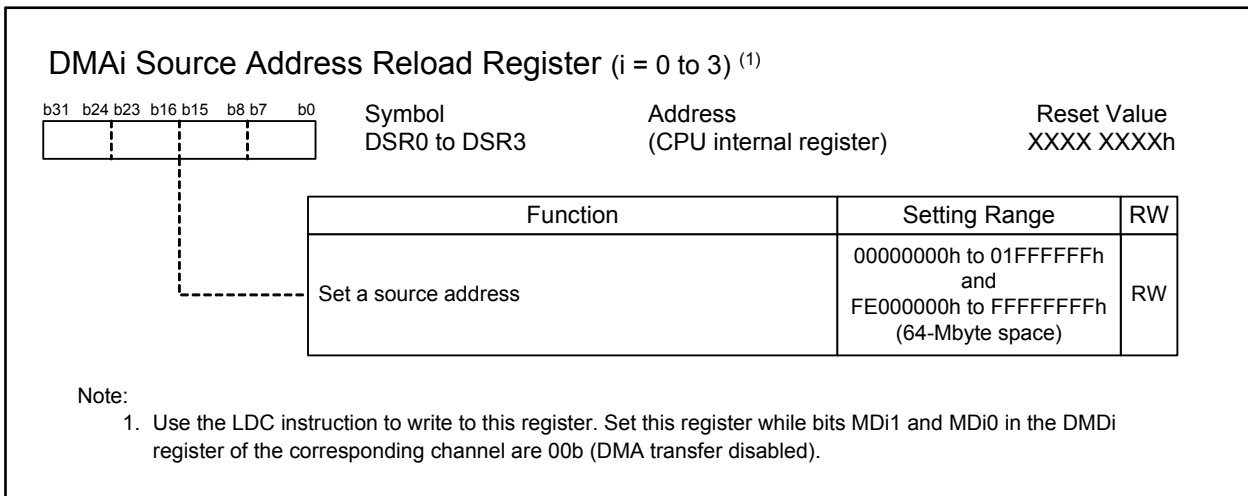 DMAi Source Address Reload Register (i = 0 to 3) (1)
b31 b24 b23 b16 b15 b8 b7 b0
Symbol Address Reset Value
DSR0 to DSR3 (CPU internal register) XXXX XXXXh
Function Setting Range RW
Set a source address
00000000h to 01FFFFFFh
and
FE000000h to FFFFFFFFh
(64-Mbyte space)
RW
Note:
1. Use the LDC instruction to write to this register. Set this register while bits MDi1 and MDi0 in the DMDi
register of the corresponding channel are 00b (DMA transfer disabled).